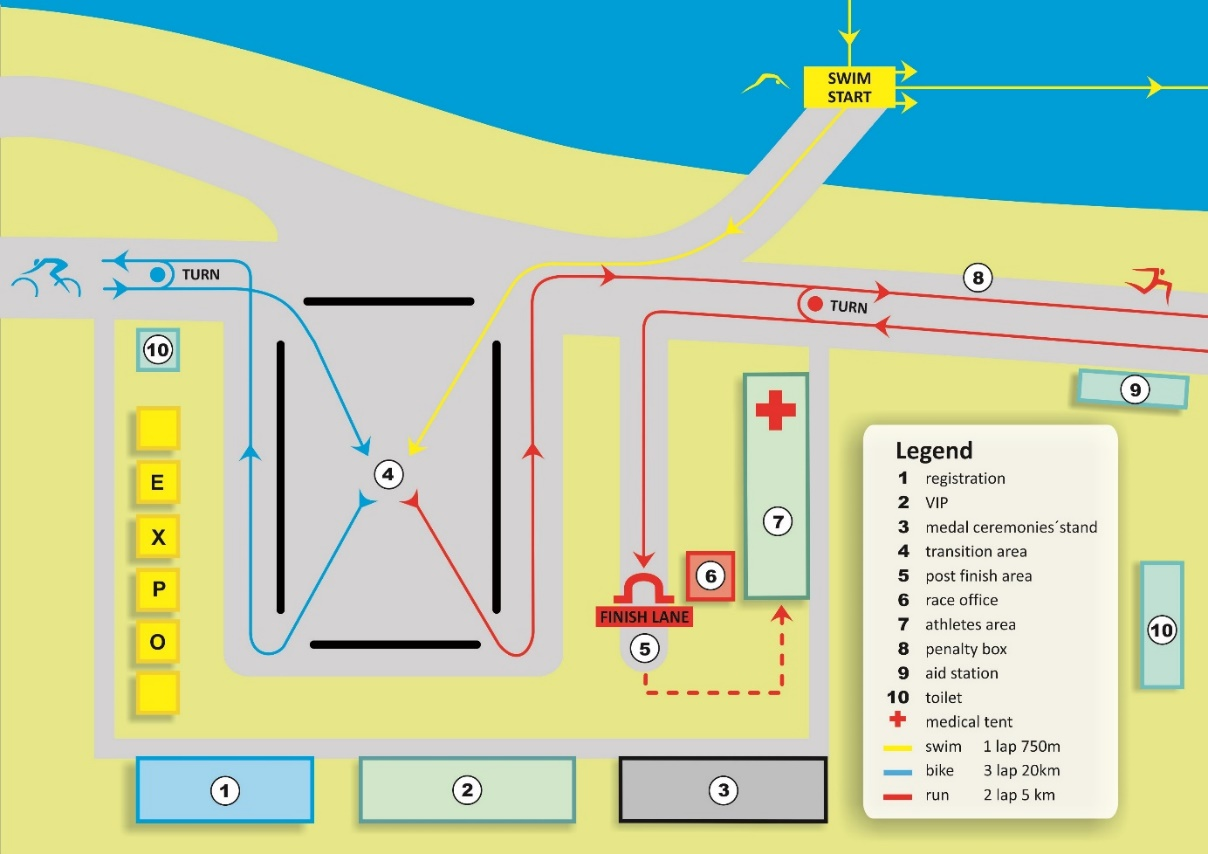 SWIM
START
8
TURN
TURN
10
9
E
X
P
O
4
7
6
FINISH LANE
5
10
1
2
3
Legend
1 registration
2 VIP
3 medal ceremonies´stand
4 transition area
5 post finish area
6 race office
7 athletes area
8 penalty box
9 aid station
10 toilet
medical tent
swim 1 lap 750m
bike 3 lap 20km
run 2 lap 5 km